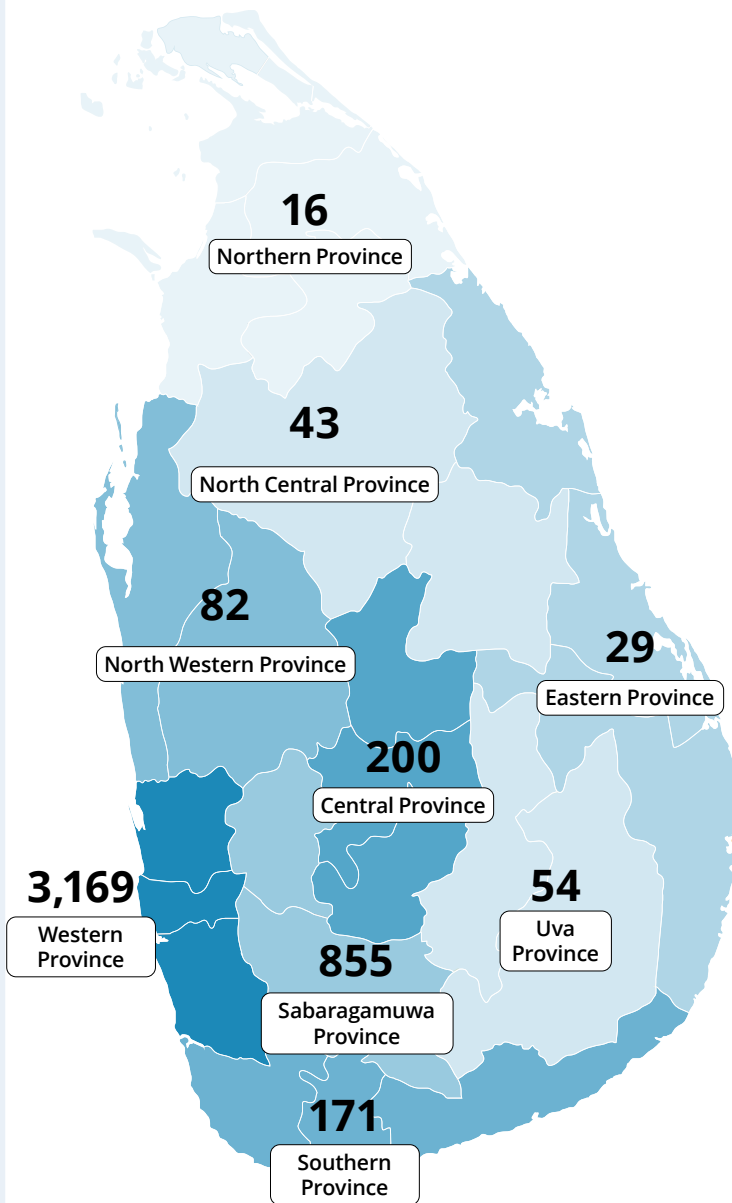 16
Northern Province
43
North Central Province
82
North Western Province
29
Eastern Province
200
Central Province
3,169
Western
Province
54
Uva
Province
855
Sabaragamuwa
Province
171
Southern
Province